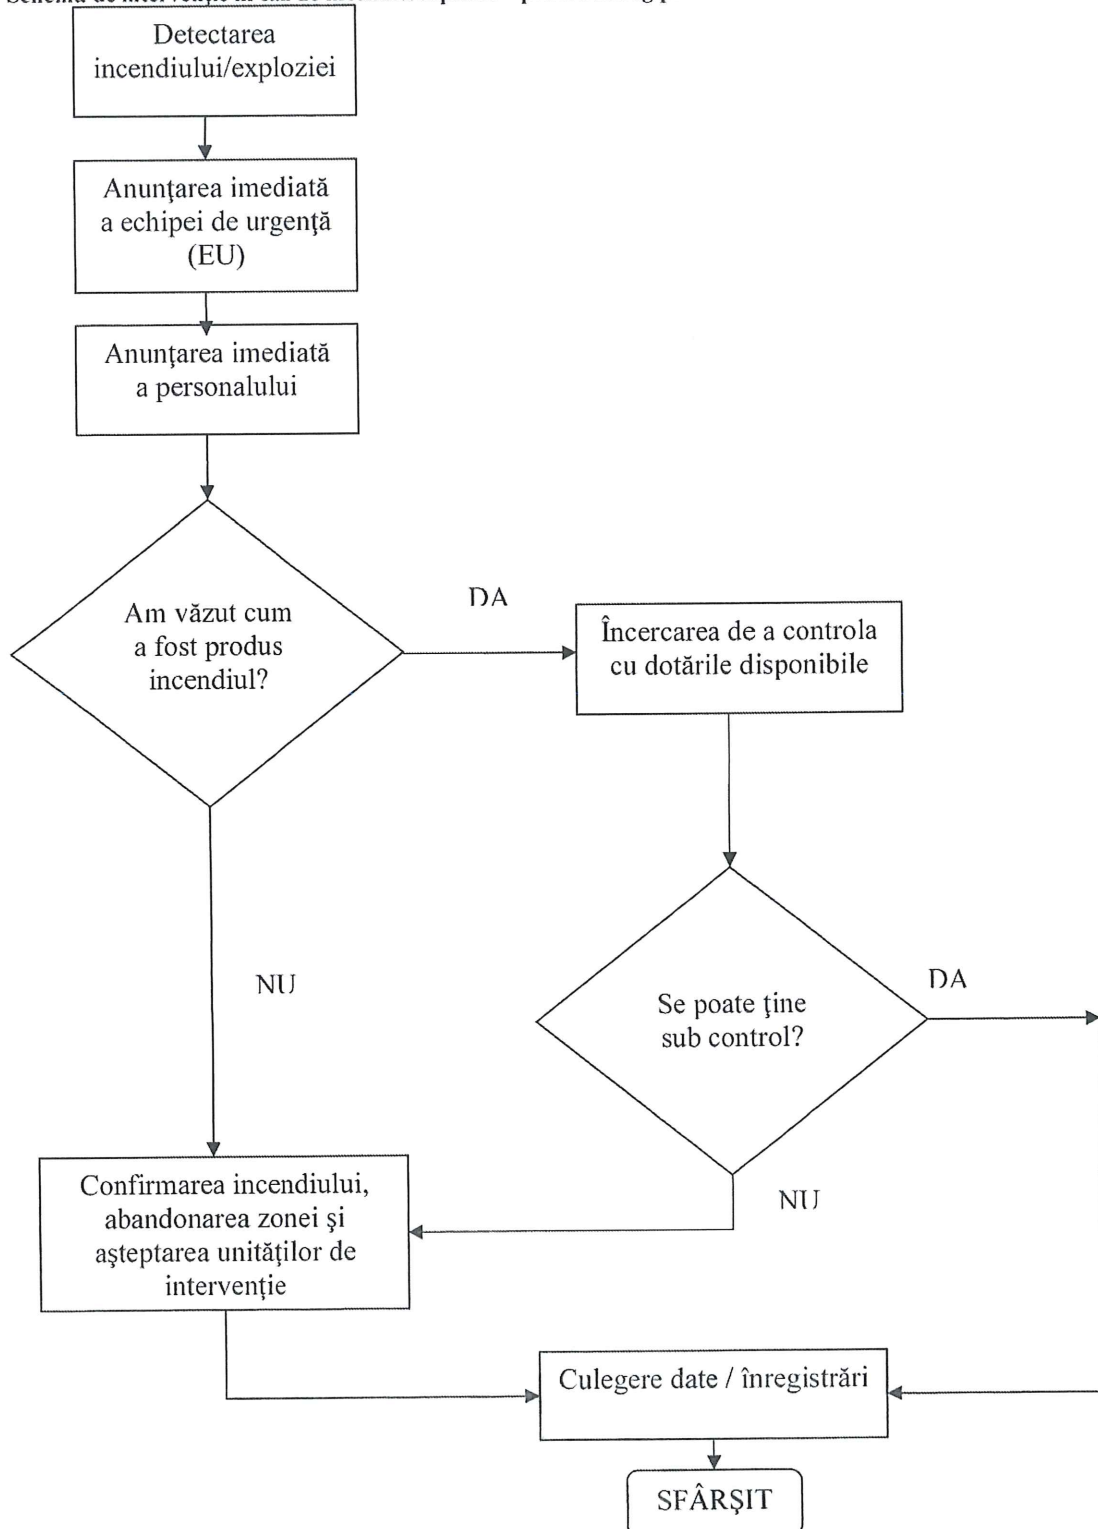 Detectarea
incendiului/exploziei
Anunţarea imediată
a echipei de urgenţă
(EU)
Anunţarea imediată
a personalului
Am văzut cum
a fost produs
incendiul?
DA
Încercarea de a controla
cu dotările disponibile
NU
Se poate ţine
sub control?
DA
NU
Confirmarea incendiului,
abandonarea zonei şi
aşteptarea unităţilor de
intervenţie
Culegere date / înregistrări
SFÂRŞIT